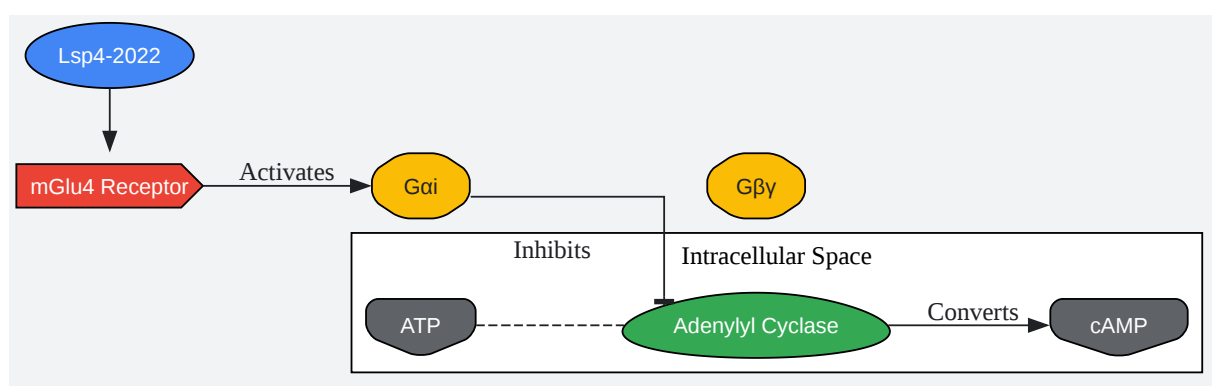 Lsp4-2022
mGlu4 Receptor
Activates
Gαi
Gβγ
Inhibits
Intracellular Space
ATP
Adenylyl Cyclase
Converts
cAMP